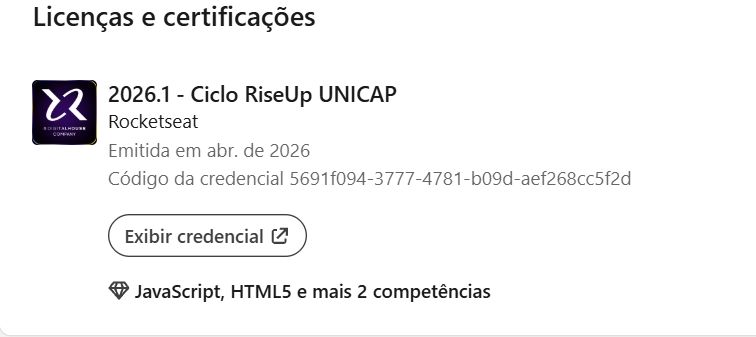 Licenças e certificações
2026.1 - Ciclo RiseUp UNICAP
Rocketseat
Emitida em abr. de 2026
Código da credencial 5691f094-3777-4781-b09d-aef268cc5f2d
Exibir credencial
JavaScript, HTML5 e mais 2 competências